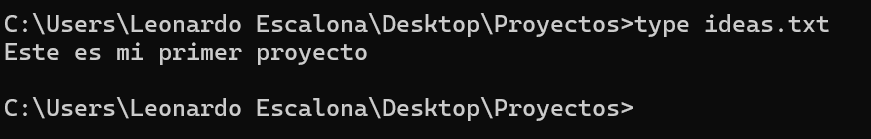 C:\Users\Leonardo Escalona\Desktop\Proyectos>type ideas.txt
Este es mi primer proyecto
C:\Users\Leonardo Escalona\Desktop\Proyectos>